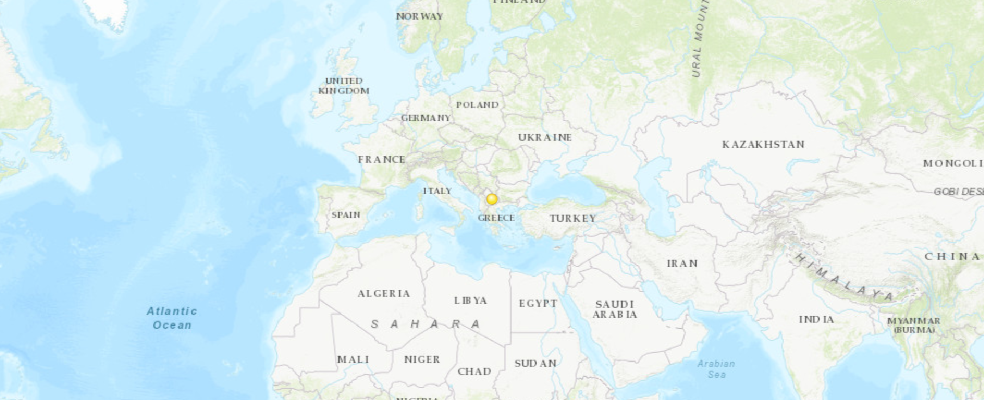 FINLAND
NORWAY
URAL MOUN
UNITED
KINGDOM
POLAND
GERMANY
UKRAINE
KAZAKHSTAN
FRANCE
MONGOLI
ITALY
GOBI DES
SPAIN
GREECE
TURKEY
CHINA
IRAN
HIMALAYA
ALGERIA
LIBYA
EGYPT
SAUDI
ARABIA
Atlantic
Ocean
SAHARA
INDIA
MYANMAR
(BURMA)
MALI
NIGER
CHAD
SUDAN
Arabian
Sea
NIGERIA